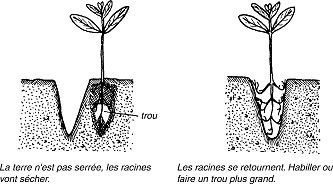 trou
La terre n'est pas serrée, les racines
vont sécher.
Les racines se retournent. Habiller ou
faire un trou plus grand.